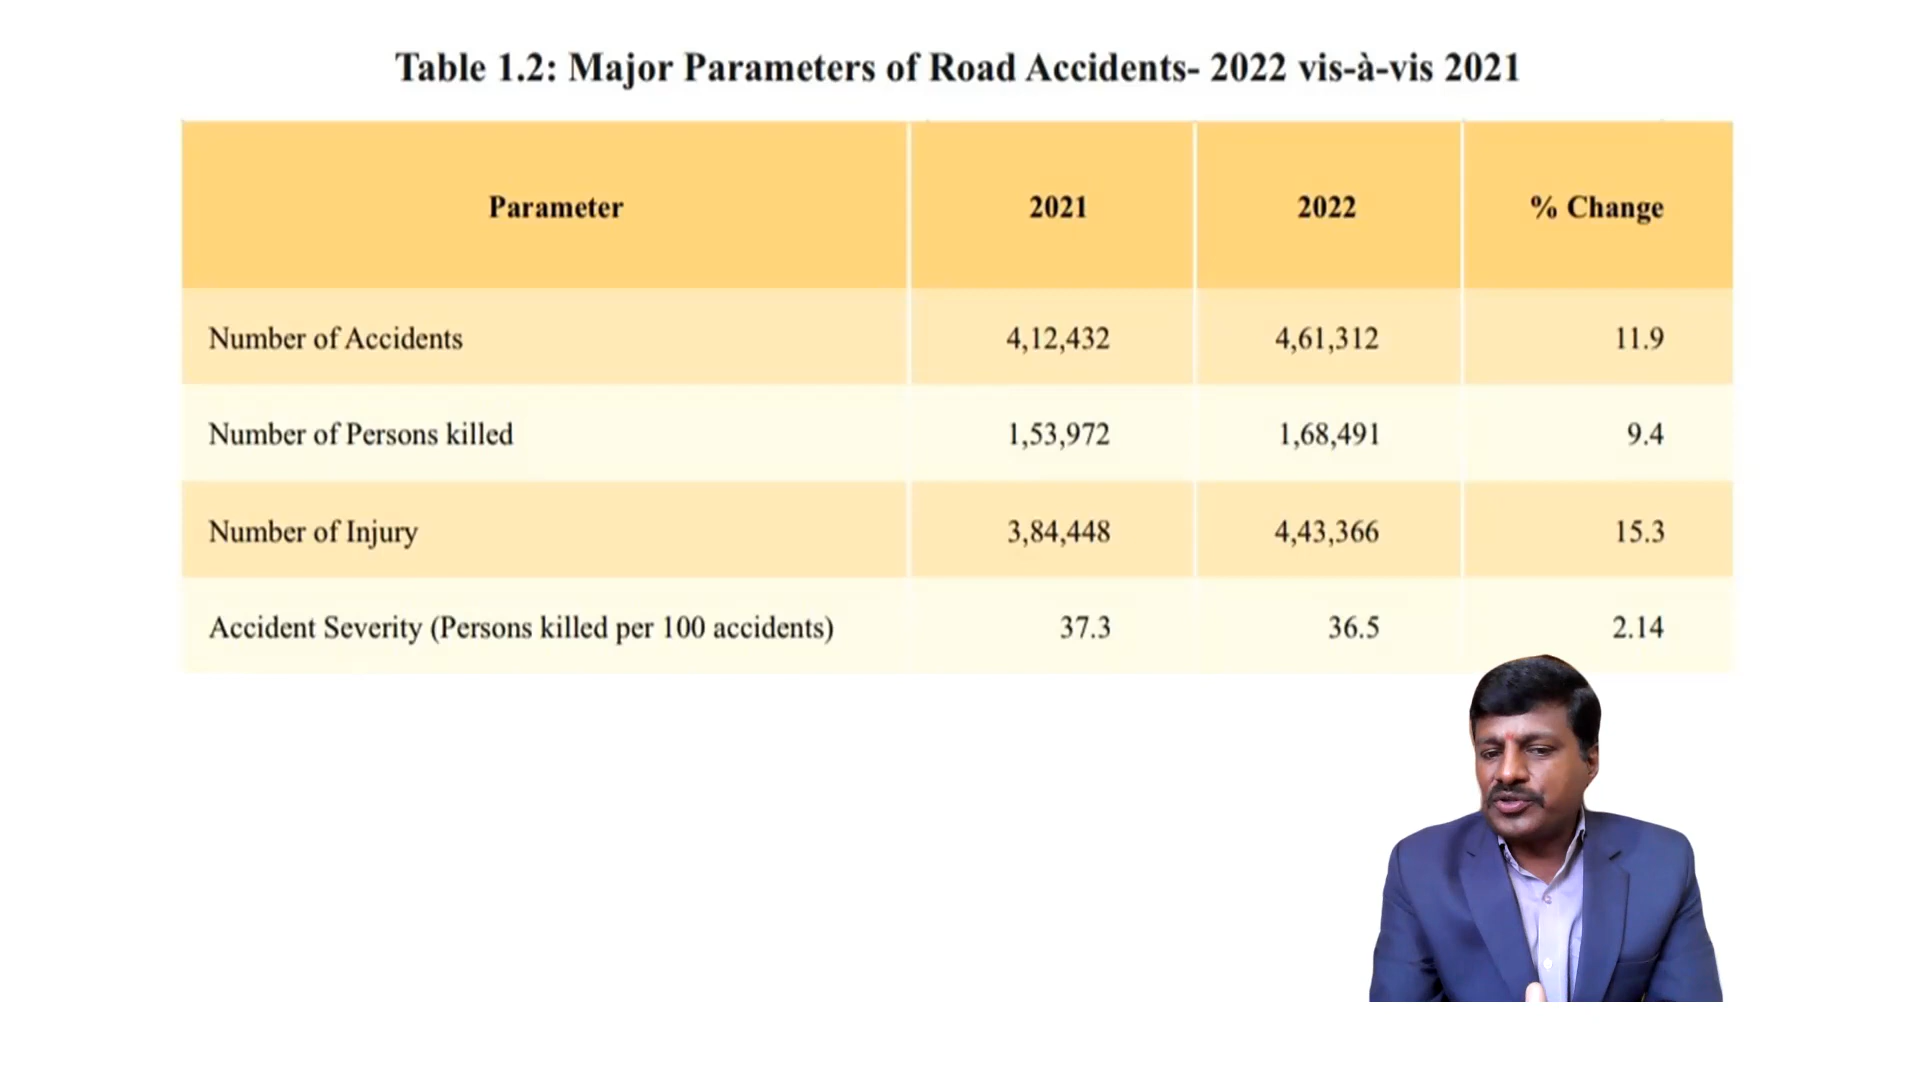 Table 1.2: Major Parameters of Road Accidents- 2022 vis-à-vis 2021
Parameter 2021 2022 % Change
Number of Accidents 4,12,432 4,61,312 11.9
Number of Persons killed 1,53,972 1,68,491 9.4
Number of Injury 3,84,448 4,43,366 15.3
Accident Severity (Persons killed per 100 accidents) 37.3 36.5 2.14